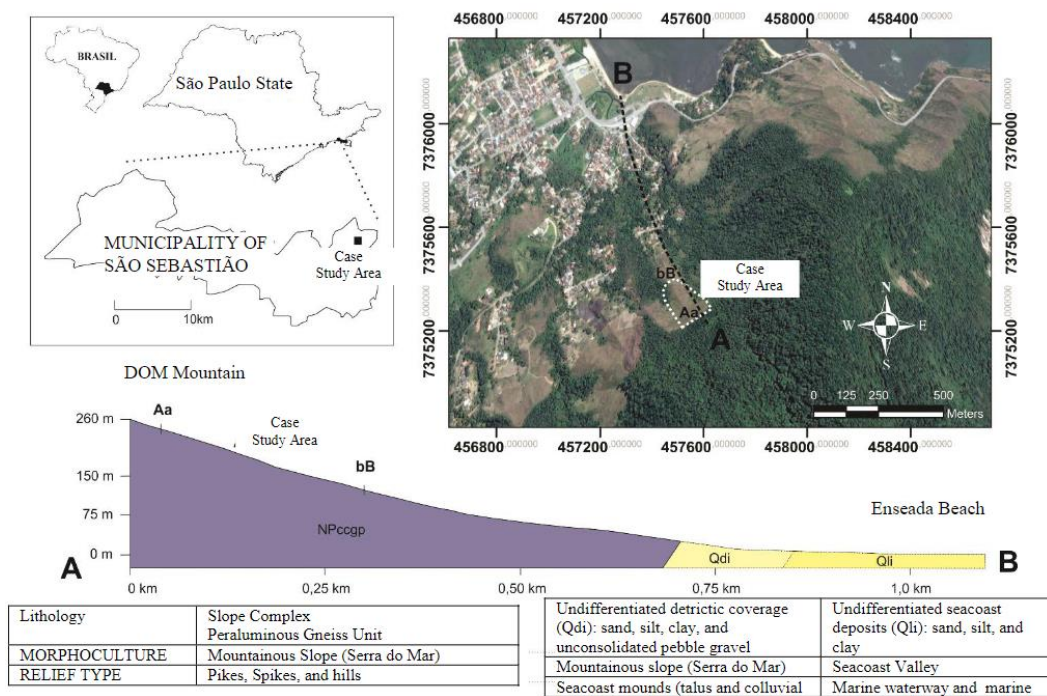 BRASIL
São Paulo State
MUNICIPALITY OF
SÃO SEBASTIÃO
Case
Study Area
0 10km
456800,000000 457200,000000 457600,000000 458000,000000 458400,000000
7376000,000000
7375600,000000
7375200,000000
B
bB
Case
Study Area
Aa
A
N
W E
S
0 125 250 500
Meters
7376000,000000
7375600,000000
7375200,000000
456800,000000 457200,000000 457600,000000 458000,000000 458400,000000
DOM Mountain
260 m
150 m
75 m
0 m
Aa
Case
Study Area
bB
Enseada Beach
NPccgp
Qdi
Qli
A
B
0 km 0,25 km 0,50 km 0,75 km 1,0 km
Lithology Slope Complex
Peraluminous Gneiss Unit
MORPHOCULTURE Mountainous Slope (Serra do Mar)
RELIEF TYPE Pikes, Spikes, and hills
Undifferentiated detrictic coverage Undifferentiated seacoast
(Qdi): sand, silt, clay, and deposits (Qli): sand, silt, and
unconsolidated pebble gravel clay
Mountainous slope (Serra do Mar) Seacoast Valley
Seacoast mounds (talus and colluvial Marine waterway and marine